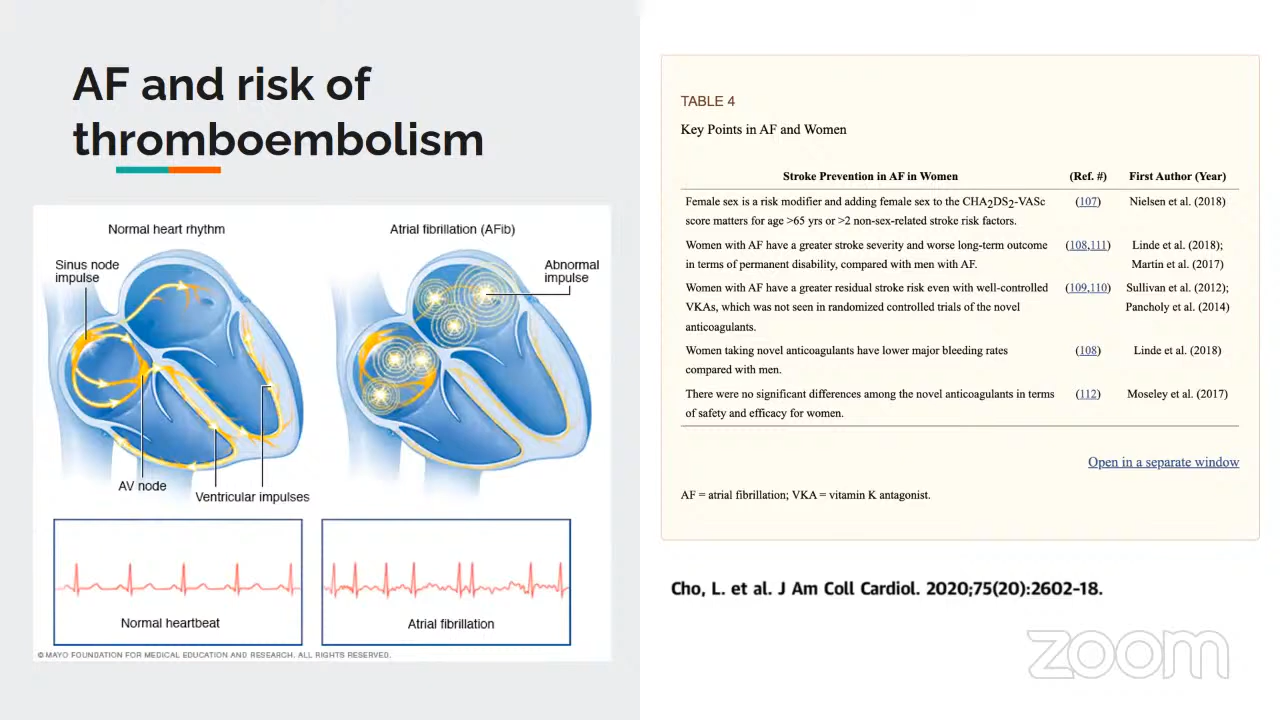 AF and risk of
thromboembolism
Normal heart rhythm
Atrial fibrillation (AFib)
Sinus node
impulse
Abnormal
impulse
AV node
Ventricular impulses
Normal heartbeat
Atrial fibrillation
© MAYO FOUNDATION FOR MEDICAL EDUCATION AND RESEARCH. ALL RIGHTS RESERVED.
TABLE 4
Key Points in AF and Women
Stroke Prevention in AF in Women (Ref. #) First Author (Year)
Female sex is a risk modifier and adding female sex to the CHA2DS2-VASc (107) Nielsen et al. (2018)
score matters for age >65 yrs or >2 non-sex-related stroke risk factors.
Women with AF have a greater stroke severity and worse long-term outcome (108,111) Linde et al. (2018);
in terms of permanent disability, compared with men with AF. Martin et al. (2017)
Women with AF have a greater residual stroke risk even with well-controlled (109,110) Sullivan et al. (2012);
VKAs, which was not seen in randomized controlled trials of the novel Pancholy et al. (2014)
anticoagulants.
Women taking novel anticoagulants have lower major bleeding rates (108) Linde et al. (2018)
compared with men.
There were no significant differences among the novel anticoagulants in terms (112) Moseley et al. (2017)
of safety and efficacy for women.
Open in a separate window
AF = atrial fibrillation; VKA = vitamin K antagonist.
Cho, L. et al. J Am Coll Cardiol. 2020;75(20):2602-18.
zoom